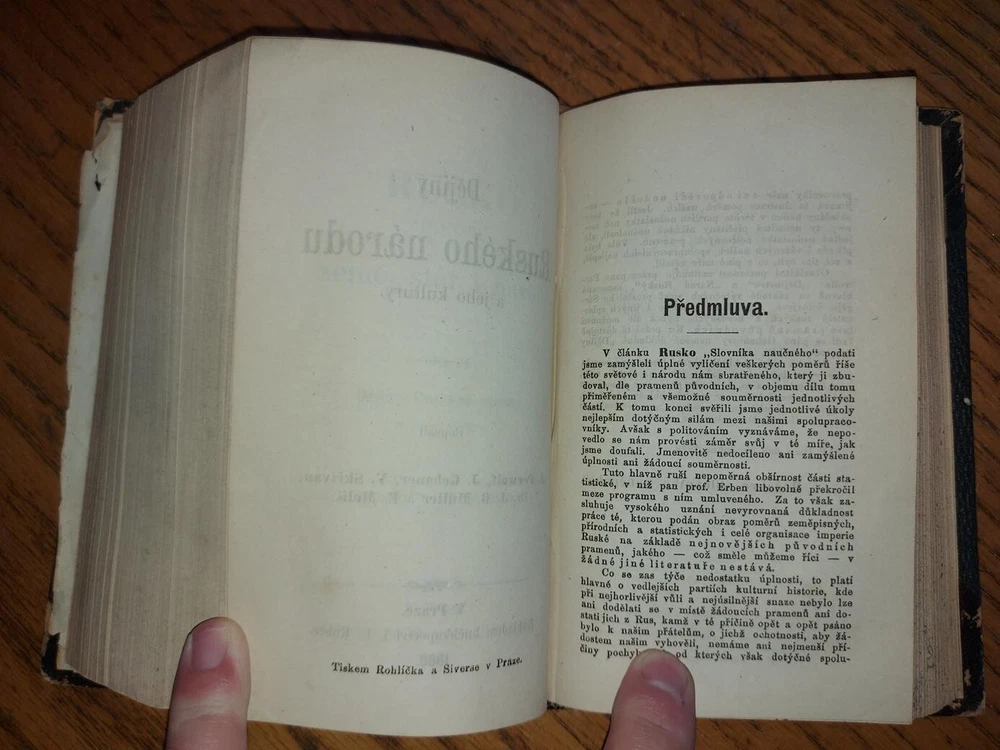 Tiskem Rohlíčka a Siverse v Praze.
Předmluva.
V článku Rusko „Slovníka naučného“ podati
jsme zamýšleli úplné vylíčení veškerých poměrů říše
této světové i národu nám sbratřeného, který ji zbu-
doval, dle pramenů původních, v objemu dílu tomu
přiměřeném a všemožné souměrnosti jednotlivých
částí. K tomu konci svěřili jsme jednotlivé úkoly
nejlepším dotýčným silám mezi našimi spolupraco-
vníky. Avšak s politováním vyznáváme, že nepo-
vedlo se nám provésti záměr svůj v té míře, jak
jsme doufali. Jmenovitě nedocíleno ani zamýšlené
úplnosti ani žádoucí souměrnosti.
Tuto hlavně ruší nepoměrná obšírnost části sta-
tistické, v níž pan prof. Erben libovolně překročil
meze programu s ním umluveného. Za to však za-
sluhuje vysokého uznání nevyrovnaná důkladnost
práce té, kterou podán obraz poměrů zeměpisných,
přírodních a statistických i celé organisace imperie
Ruské na základě nejnovějších původních
pramenů, jakého — což směle můžeme říci — v
žádné jiné literatuře nestává.
Co se zas týče nedostatku úplnosti, to platí
hlavně o vedlejších partiích kulturní historie, kde
při nejhorlivější vůli a nejúsilnější snaze nebylo lze
ani dodělati se v místě žádoucích pramenů ani do-
stati jich z Rus, kamž v té příčině opět a opět psáno
bylo k našim přátelům, o jichž ochotnosti, aby žá-
dostem našim vyhověli, nemáme ani nejmenší pří-
činy pochyb od kterých však dotýčné spolu-